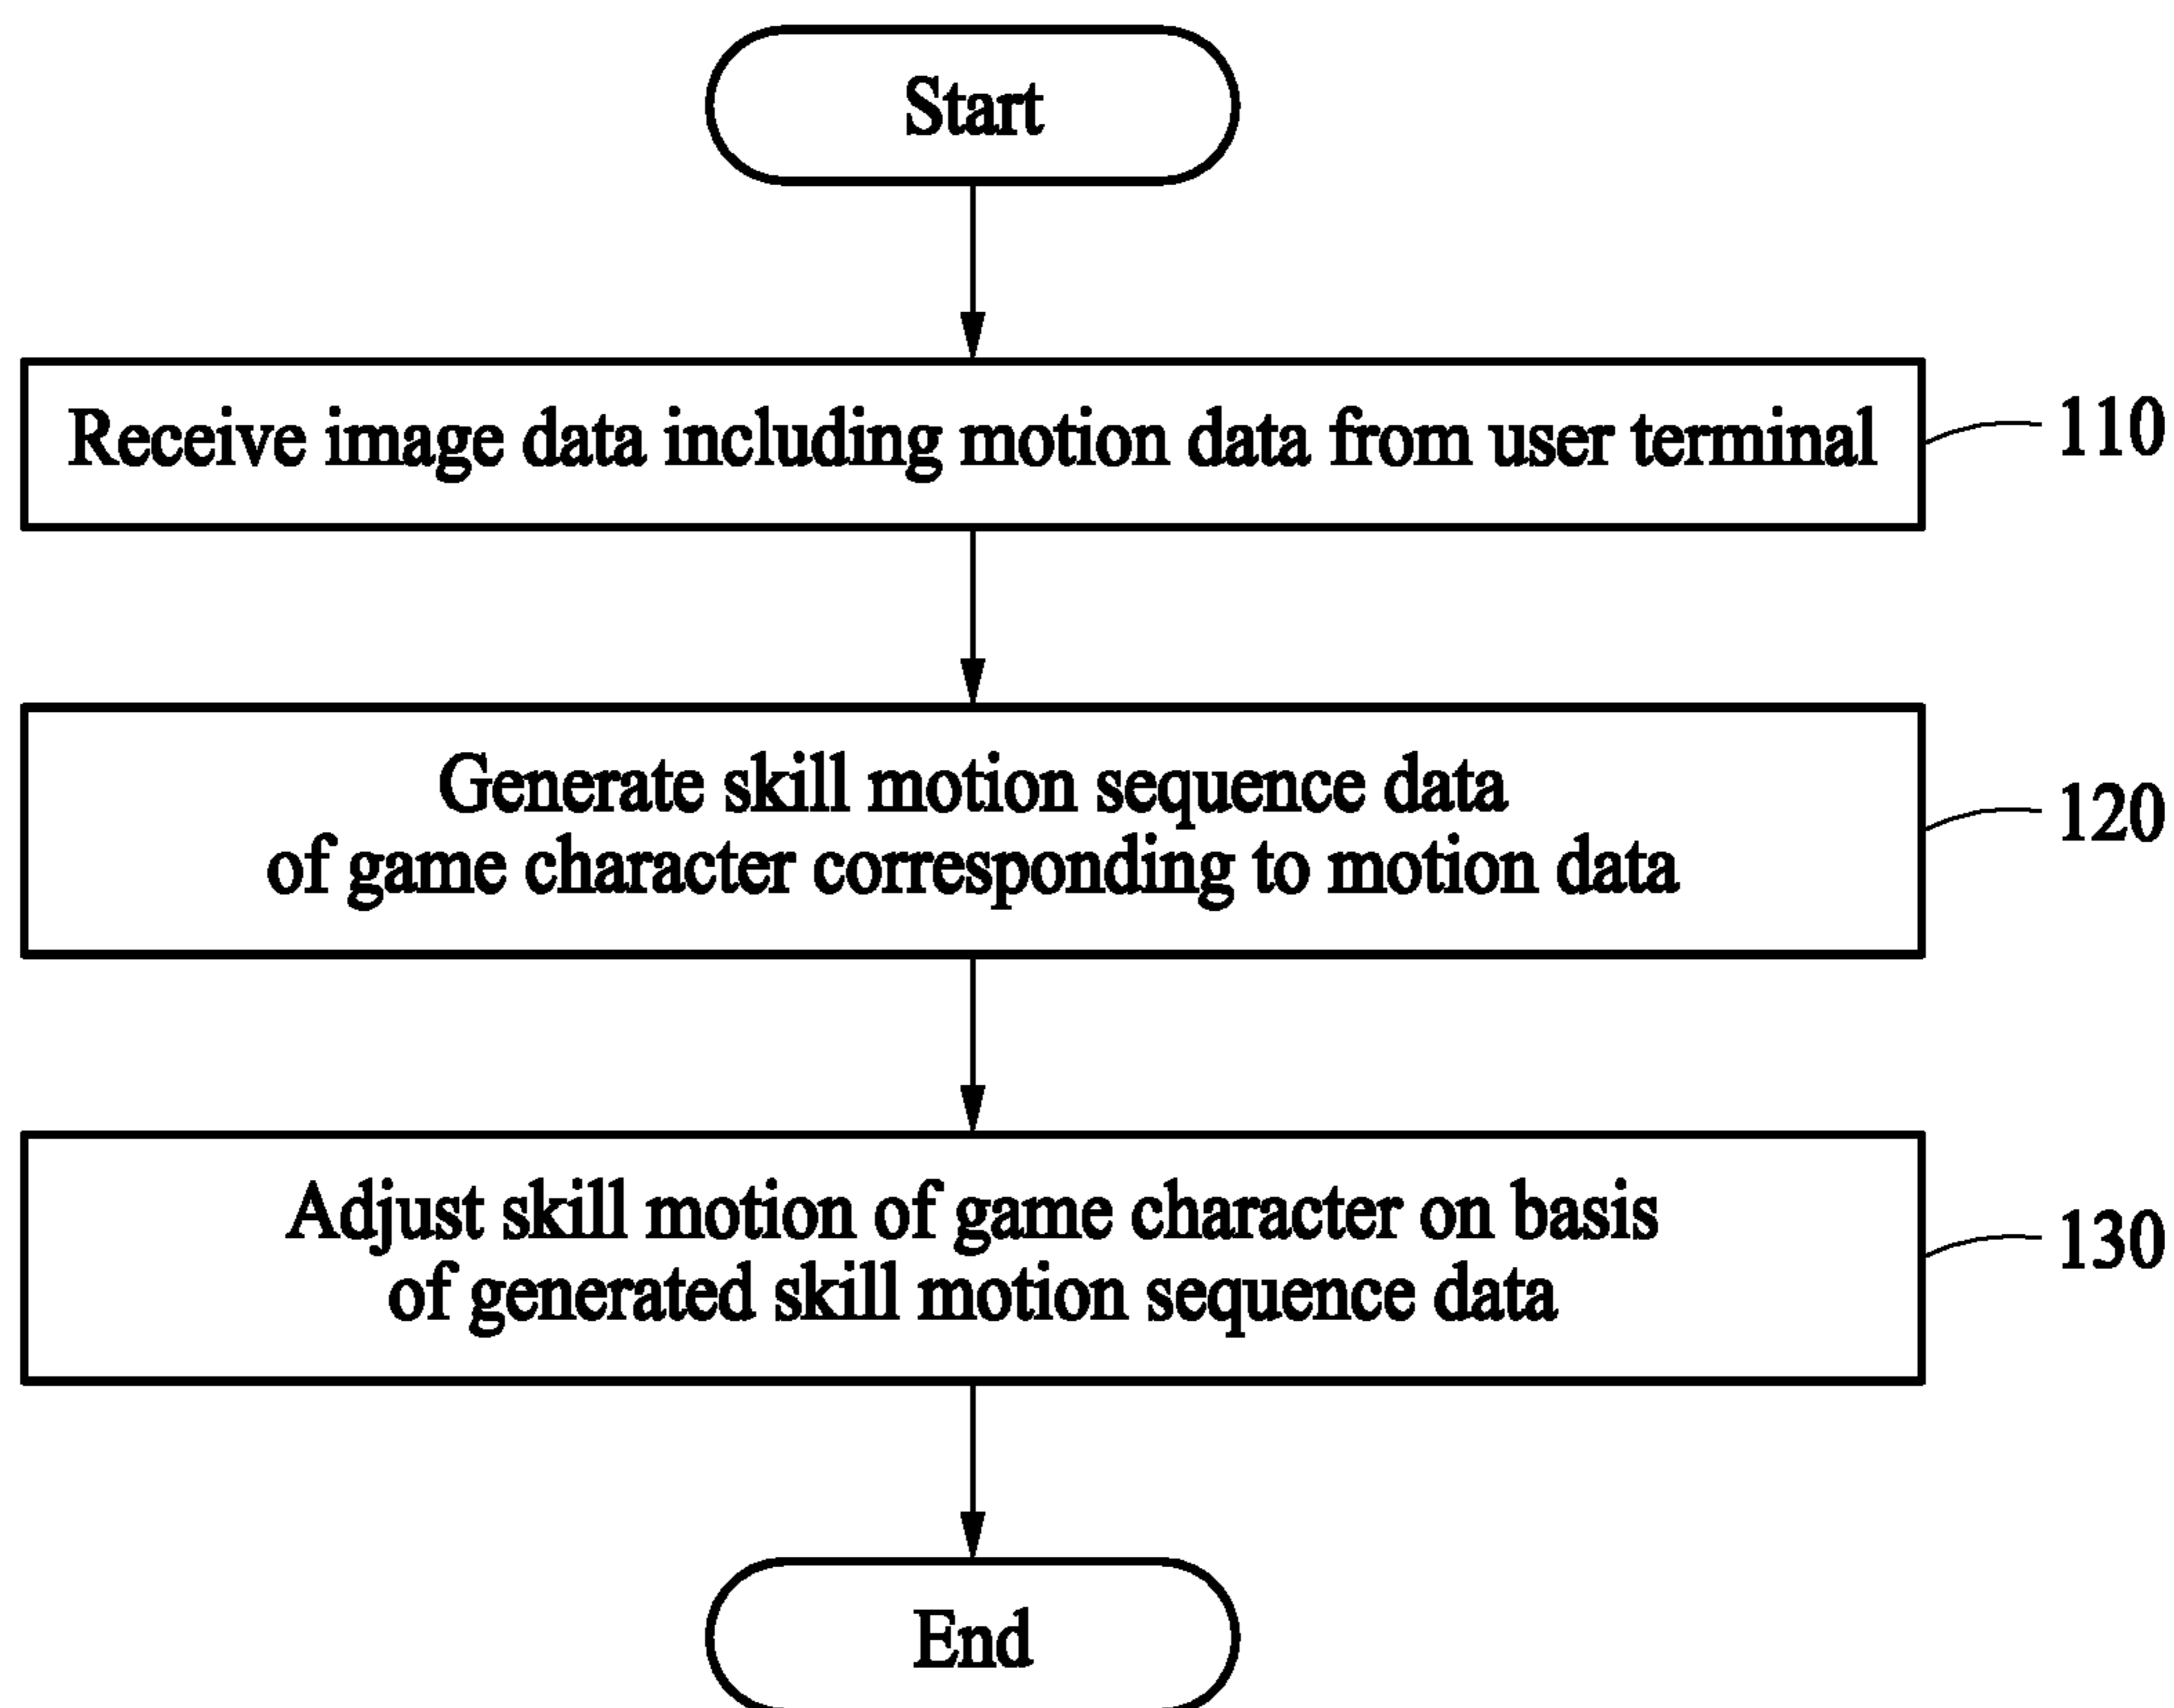 Start
Receive image data including motion data from user terminal
110
Generate skill motion sequence data
of game character corresponding to motion data
120
Adjust skill motion of game character on basis
of generated skill motion sequence data
130
End